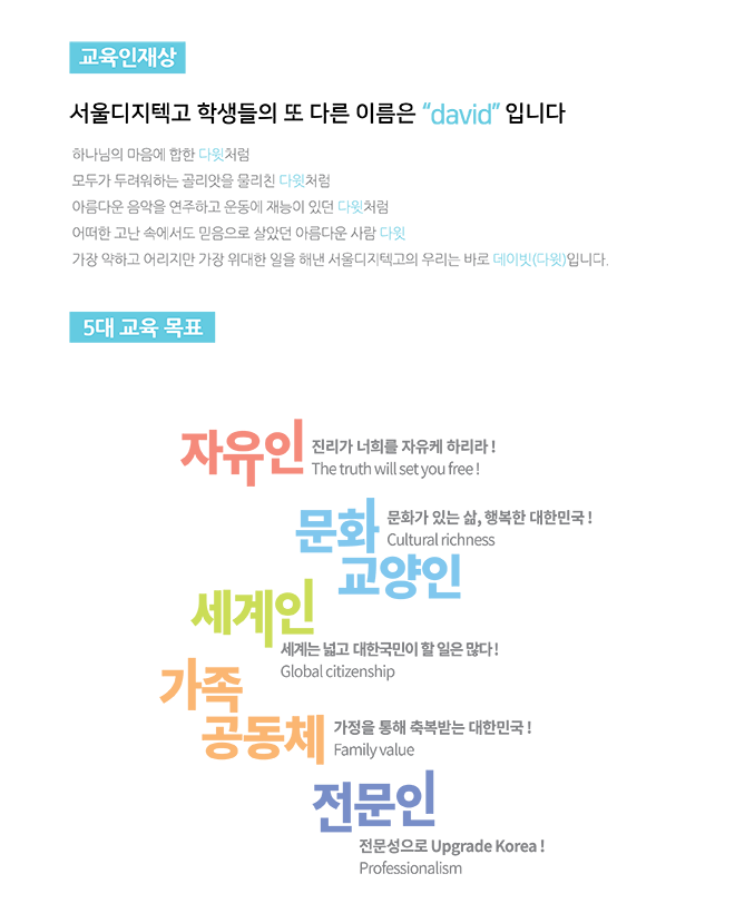 교육인재상
서울디지텍고 학생들의 또 다른 이름은 “david” 입니다
하나님의 마음에 합한 다윗처럼
모두가 두려워하는 골리앗을 물리친 다윗처럼
아름다운 음악을 연주하고 운동에 재능이 있던 다윗처럼
어떠한 고난 속에서도 믿음으로 살았던 아름다운 사람 다윗
가장 약하고 어리지만 가장 위대한 일을 해낸 서울디지텍고의 우리는 바로 데이빗(다윗)입니다.
5대 교육 목표
자유인
진리가 너희를 자유케 하리라 !
The truth will set you free !
문화
교양인
문화가 있는 삶, 행복한 대한민국 !
Cultural richness
세계인
세계는 넓고 대한국민이 할 일은 많다 !
Global citizenship
가족
공동체
가정을 통해 축복받는 대한민국 !
Family value
전문인
전문성으로 Upgrade Korea !
Professionalism